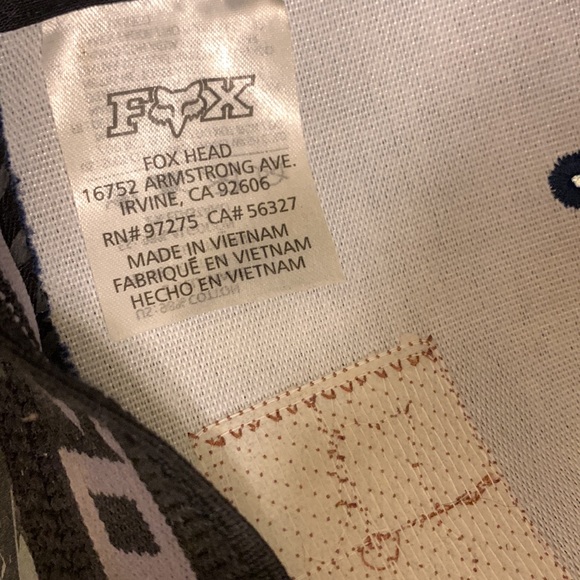 FOX
FOX HEAD
16752 ARMSTRONG AVE.
IRVINE, CA 92606
RN# 97275 CA# 56327
MADE IN VIETNAM
FABRIQUÉ EN VIETNAM
HECHO EN VIETNAM